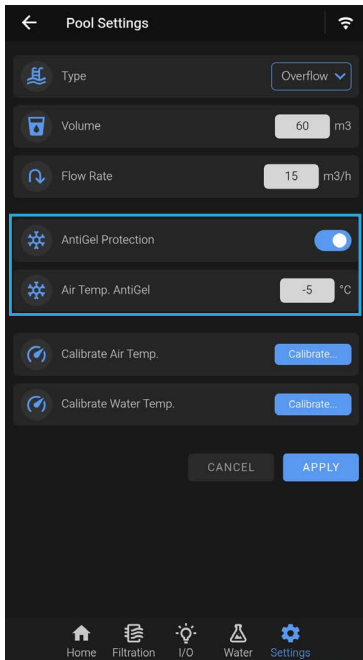 Pool Settings
Type Overflow
Volume 60 m3
Flow Rate 15 m3/h
AntiGel Protection
Air Temp. AntiGel -5 °C
Calibrate Air Temp. Calibrate...
Calibrate Water Temp. Calibrate...
CANCEL APPLY
Home Filtration I/O Water Settings